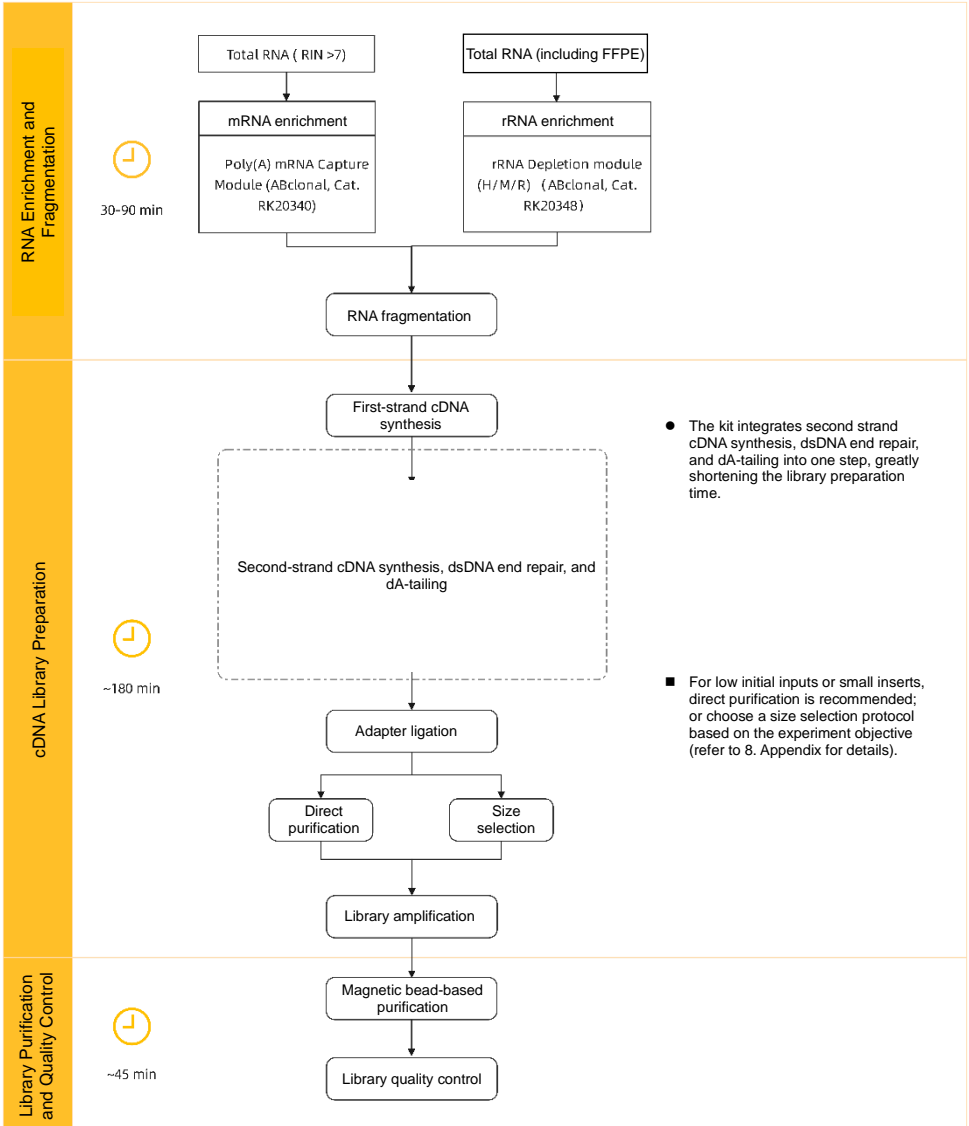 RNA Enrichment and
Fragmentation
30-90 min
Total RNA ( RIN >7)
Total RNA (including FFPE)
mRNA enrichment
Poly(A) mRNA Capture
Module (ABclonal, Cat.
RK20340)
rRNA enrichment
rRNA Depletion module
(H/M/R) (ABclonal, Cat.
RK20348)
RNA fragmentation
cDNA Library Preparation
~180 min
First-strand cDNA
synthesis
● The kit integrates second strand
cDNA synthesis, dsDNA end repair,
and dA-tailing into one step, greatly
shortening the library preparation
time.
Second-strand cDNA synthesis, dsDNA end repair, and
dA-tailing
■ For low initial inputs or small inserts,
direct purification is recommended;
or choose a size selection protocol
based on the experiment objective
(refer to 8. Appendix for details).
Adapter ligation
Direct
purification
Size
selection
Library amplification
Library Purification
and Quality Control
~45 min
Magnetic bead-based
purification
Library quality control